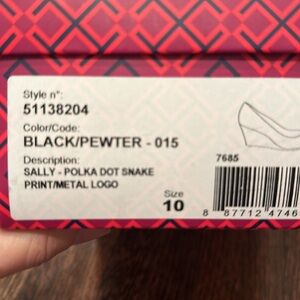 Style n°:
51138204
Color/Code:
BLACK/PEWTER - 015
Description:
SALLY - POLKA DOT SNAKE
PRINT/METAL LOGO
Size
10
7685
8 87712 4746